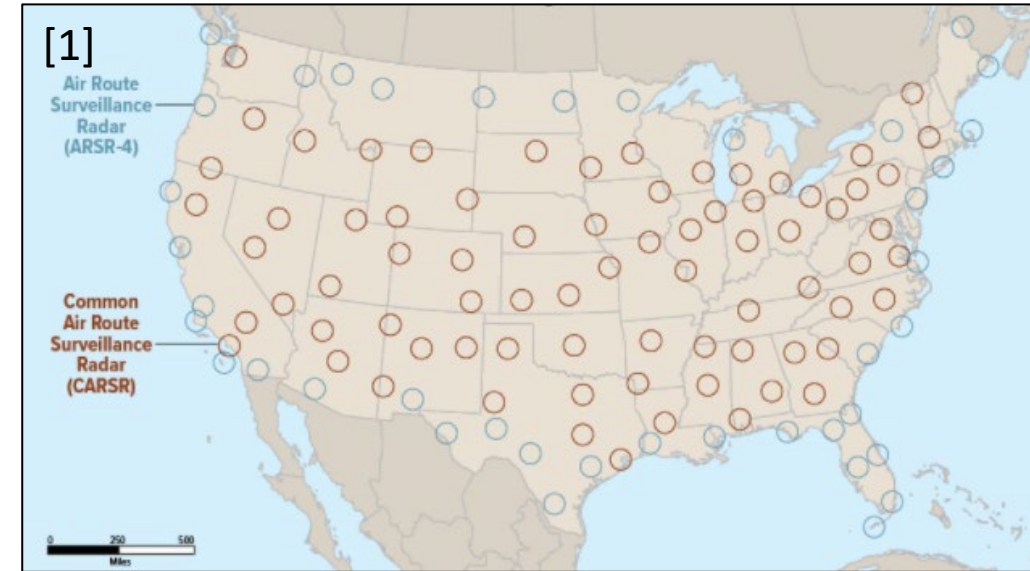 [1]
Air Route
Surveillance
Radar
(ARSR-4)
Common
Air Route
Surveillance
Radar
(CARSR)
0 250 500
Miles